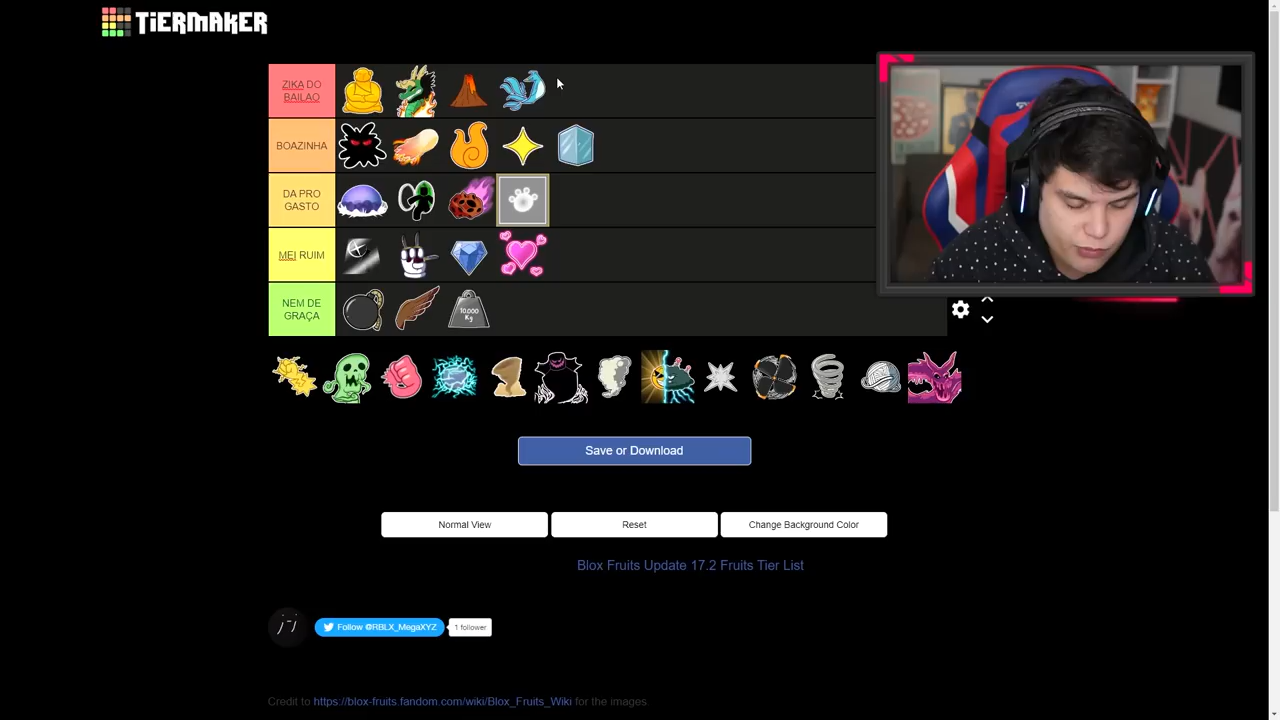 TiERMAKER
ZIKA DO
BAILAO
BOAZINHA
DA PRO
GASTO
MEI RUIM
NEM DE
GRAÇA
10.000
Kg
Save or Download
Normal View
Reset
Change Background Color
Blox Fruits Update 17.2 Fruits Tier List
Follow @RBLX_MegaXYZ
1 follower
Credit to https://blox-fruits.fandom.com/wiki/Blox_Fruits_Wiki for the images.